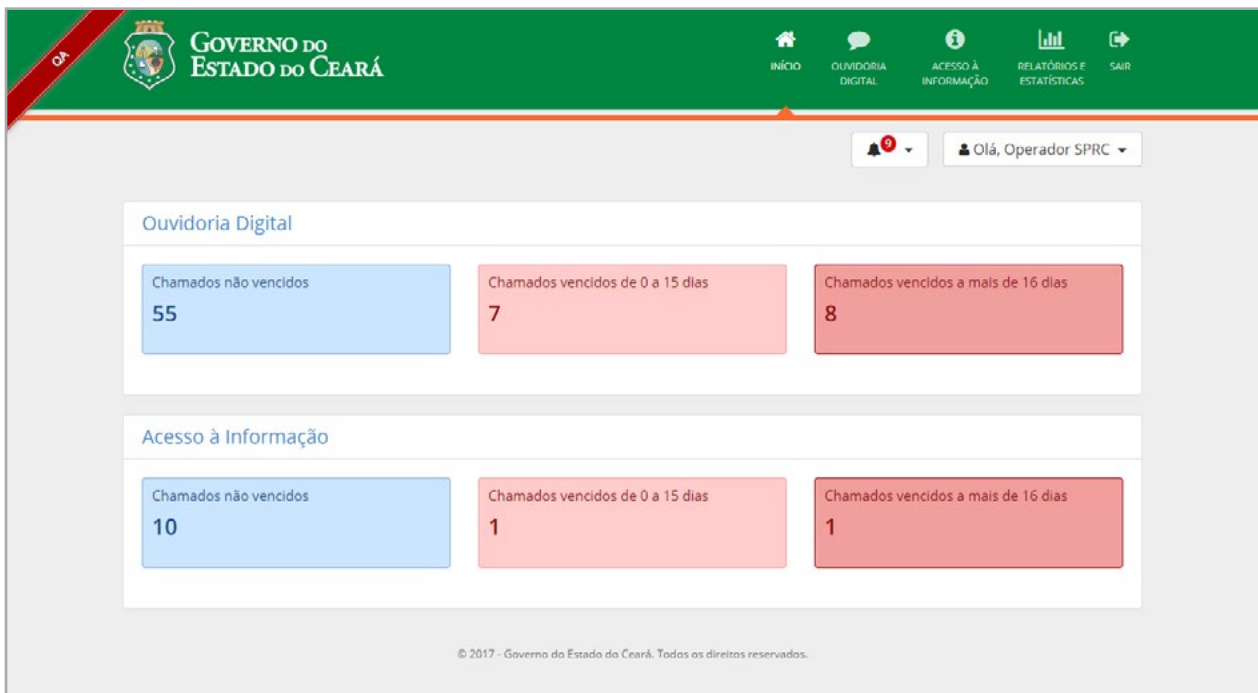 QA
GOVERNO DO
ESTADO DO CEARÁ
INÍCIO
OUVIDORIA
DIGITAL
ACESSO À
INFORMAÇÃO
RELATÓRIOS E
ESTATÍSTICAS
SAIR
9
Olá, Operador SPRC
Ouvidoria Digital
Chamados não vencidos
55
Chamados vencidos de 0 a 15 dias
7
Chamados vencidos a mais de 16 dias
8
Acesso à Informação
Chamados não vencidos
10
Chamados vencidos de 0 a 15 dias
1
Chamados vencidos a mais de 16 dias
1
© 2017 - Governo do Estado do Ceará. Todos os direitos reservados.